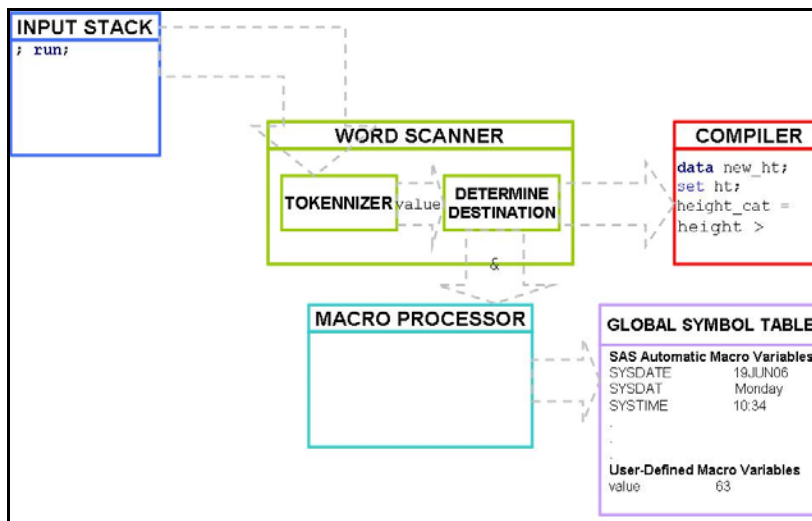 INPUT STACK
; run;
WORD SCANNER
TOKENNIZER
value
DETERMINE
DESTINATION
&
COMPILER
data new_ht;
set ht;
height_cat =
height >
MACRO PROCESSOR
GLOBAL SYMBOL TABLE
SAS Automatic Macro Variables
SYSDATE 19JUN06
SYSDAT Monday
SYSTIME 10:34
.
.
.
User-Defined Macro Variables
value 63